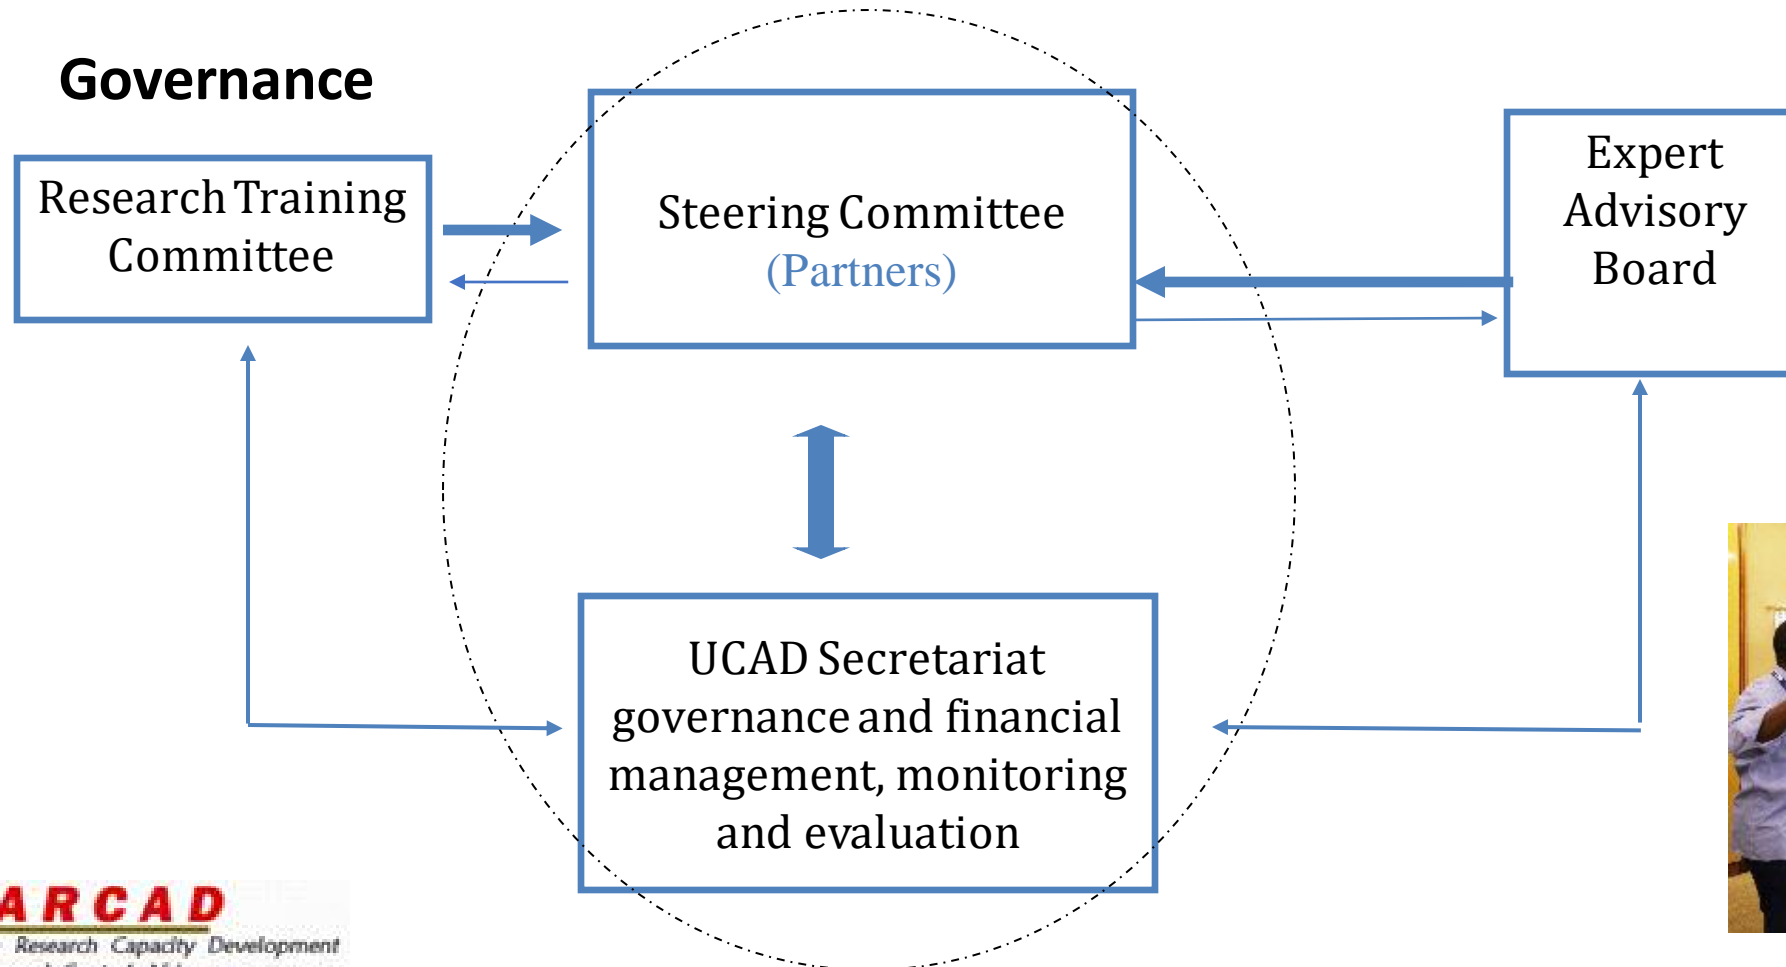 Governance
Research Training
Committee
Steering Committee
(Partners)
Expert
Advisory
Board
UCAD Secretariat
governance and financial
management, monitoring
and evaluation
ARCAD
Research Capacity Development